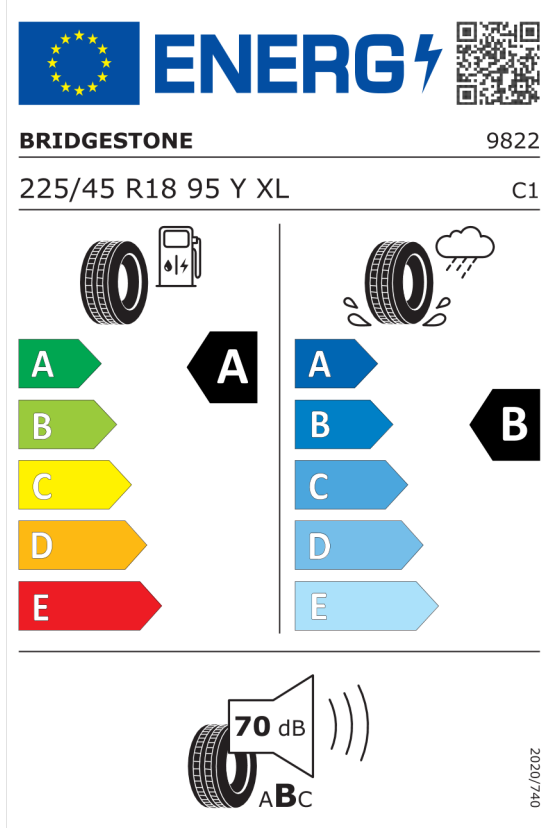 ENERG
BRIDGESTONE 9822
225/45 R18 95 Y XL C1
A A
B
C
D
E
A
B B
C
D
E
70 dB
ABC
2020/740